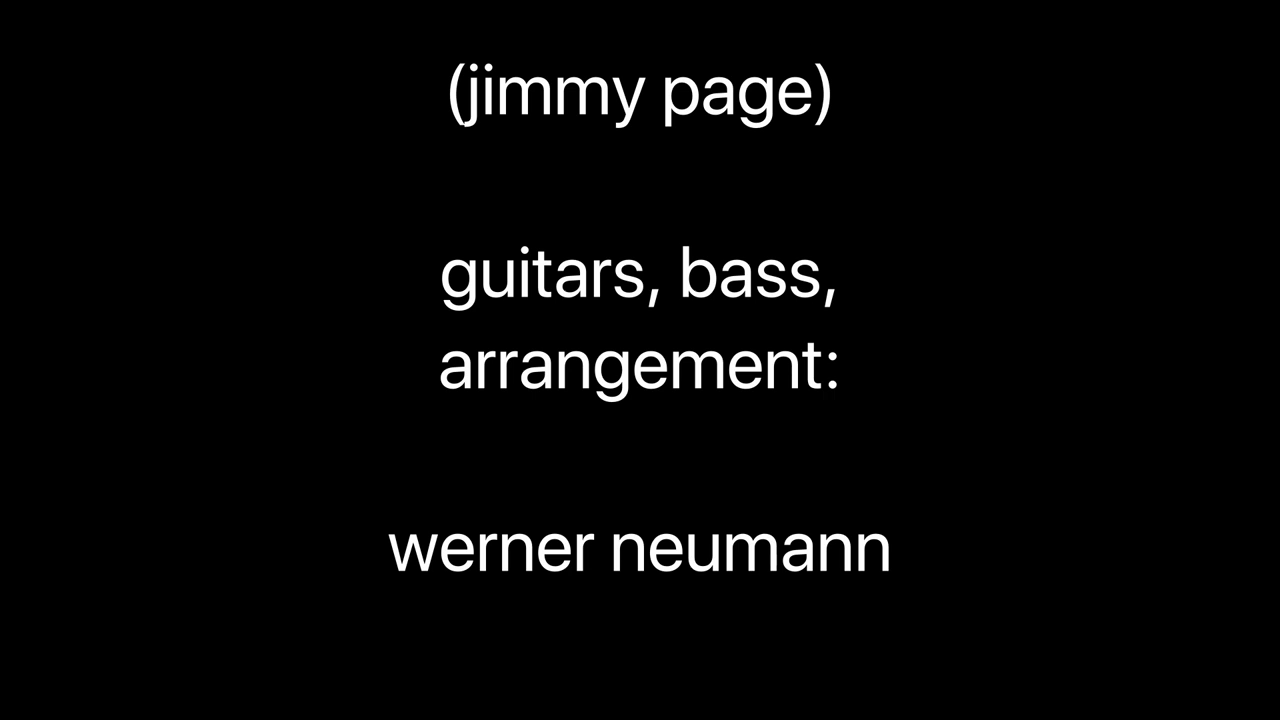 (jimmy page)
guitars, bass,
arrangement:
werner neumann